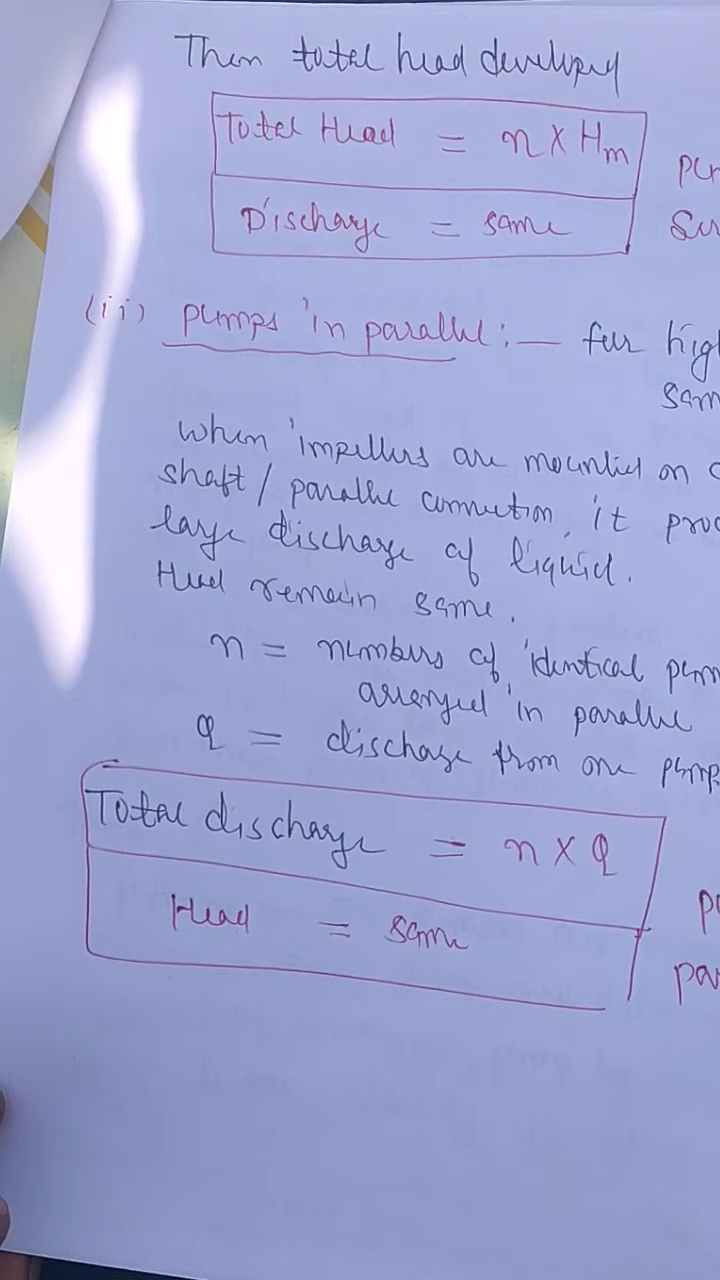 Then total head developed
Total Head = n × Hm
Discharge = same
(ii) pumps in parallel :— for high
same
When impellers are mounted on
shaft / parallel connection, it
large discharge of liquid.
Head remain same.
n = numbers of identical
arranged in parallel
Q = discharge from one pump
Total discharge = n × Q
Head = same